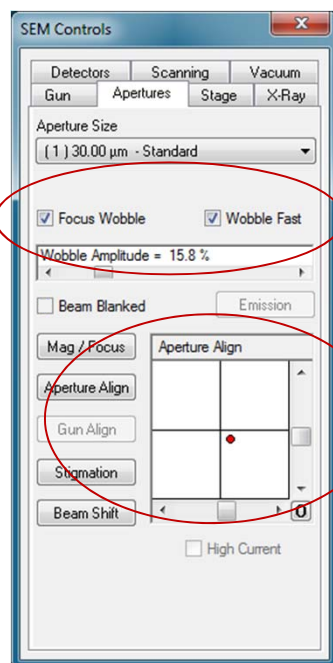 SEM Controls
Detectors Scanning Vacuum
Gun Apertures Stage X-Ray
Aperture Size
( 1 ) 30.00 µm - Standard
Focus Wobble Wobble Fast
Wobble Amplitude = 15.8 %
Beam Blanked Emission
Mag / Focus Aperture Align
Aperture Align
Gun Align
Stigmation
Beam Shift 0
High Current